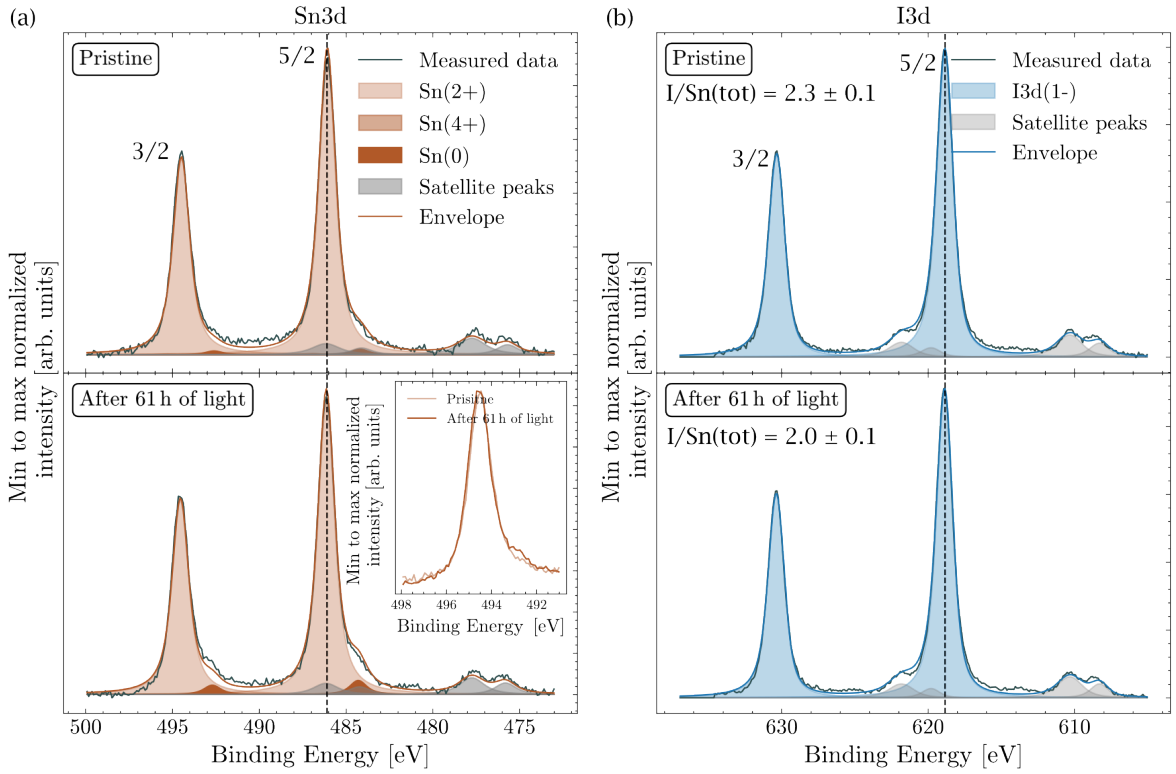 (a)
Sn3d
Pristine
5/2
3/2
Measured data
Sn(2+)
Sn(4+)
Sn(0)
Satellite peaks
Envelope
Min to max normalized
intensity [arb. units]
After 61 h of light
Prisitne
After 61 h of light
Min to max normalized
intensity [arb. units]
498 496 494 492
Binding Energy [eV]
500 495 490 485 480 475
Binding Energy [eV]
(b)
I3d
Pristine
I/Sn(tot) = 2.3 ± 0.1
5/2
3/2
Measured data
I3d(1-)
Satellite peaks
Envelope
Min to max normalized
intensity [arb. units]
After 61 h of light
I/Sn(tot) = 2.0 ± 0.1
630 620 610
Binding Energy [eV]